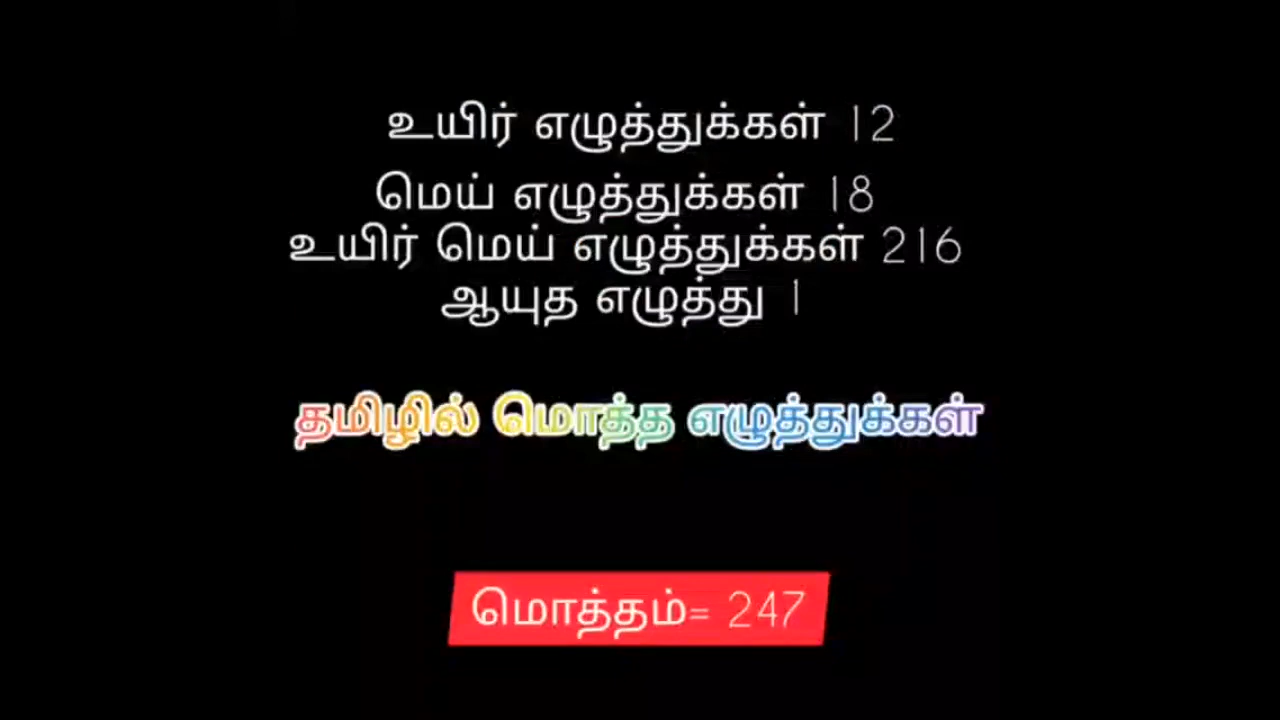 உயிர் எழுத்துக்கள் 12
மெய் எழுத்துக்கள் 18
உயிர் மெய் எழுத்துக்கள் 216
ஆயுத எழுத்து 1
தமிழில் மொத்த எழுத்துக்கள்
மொத்தம்= 247